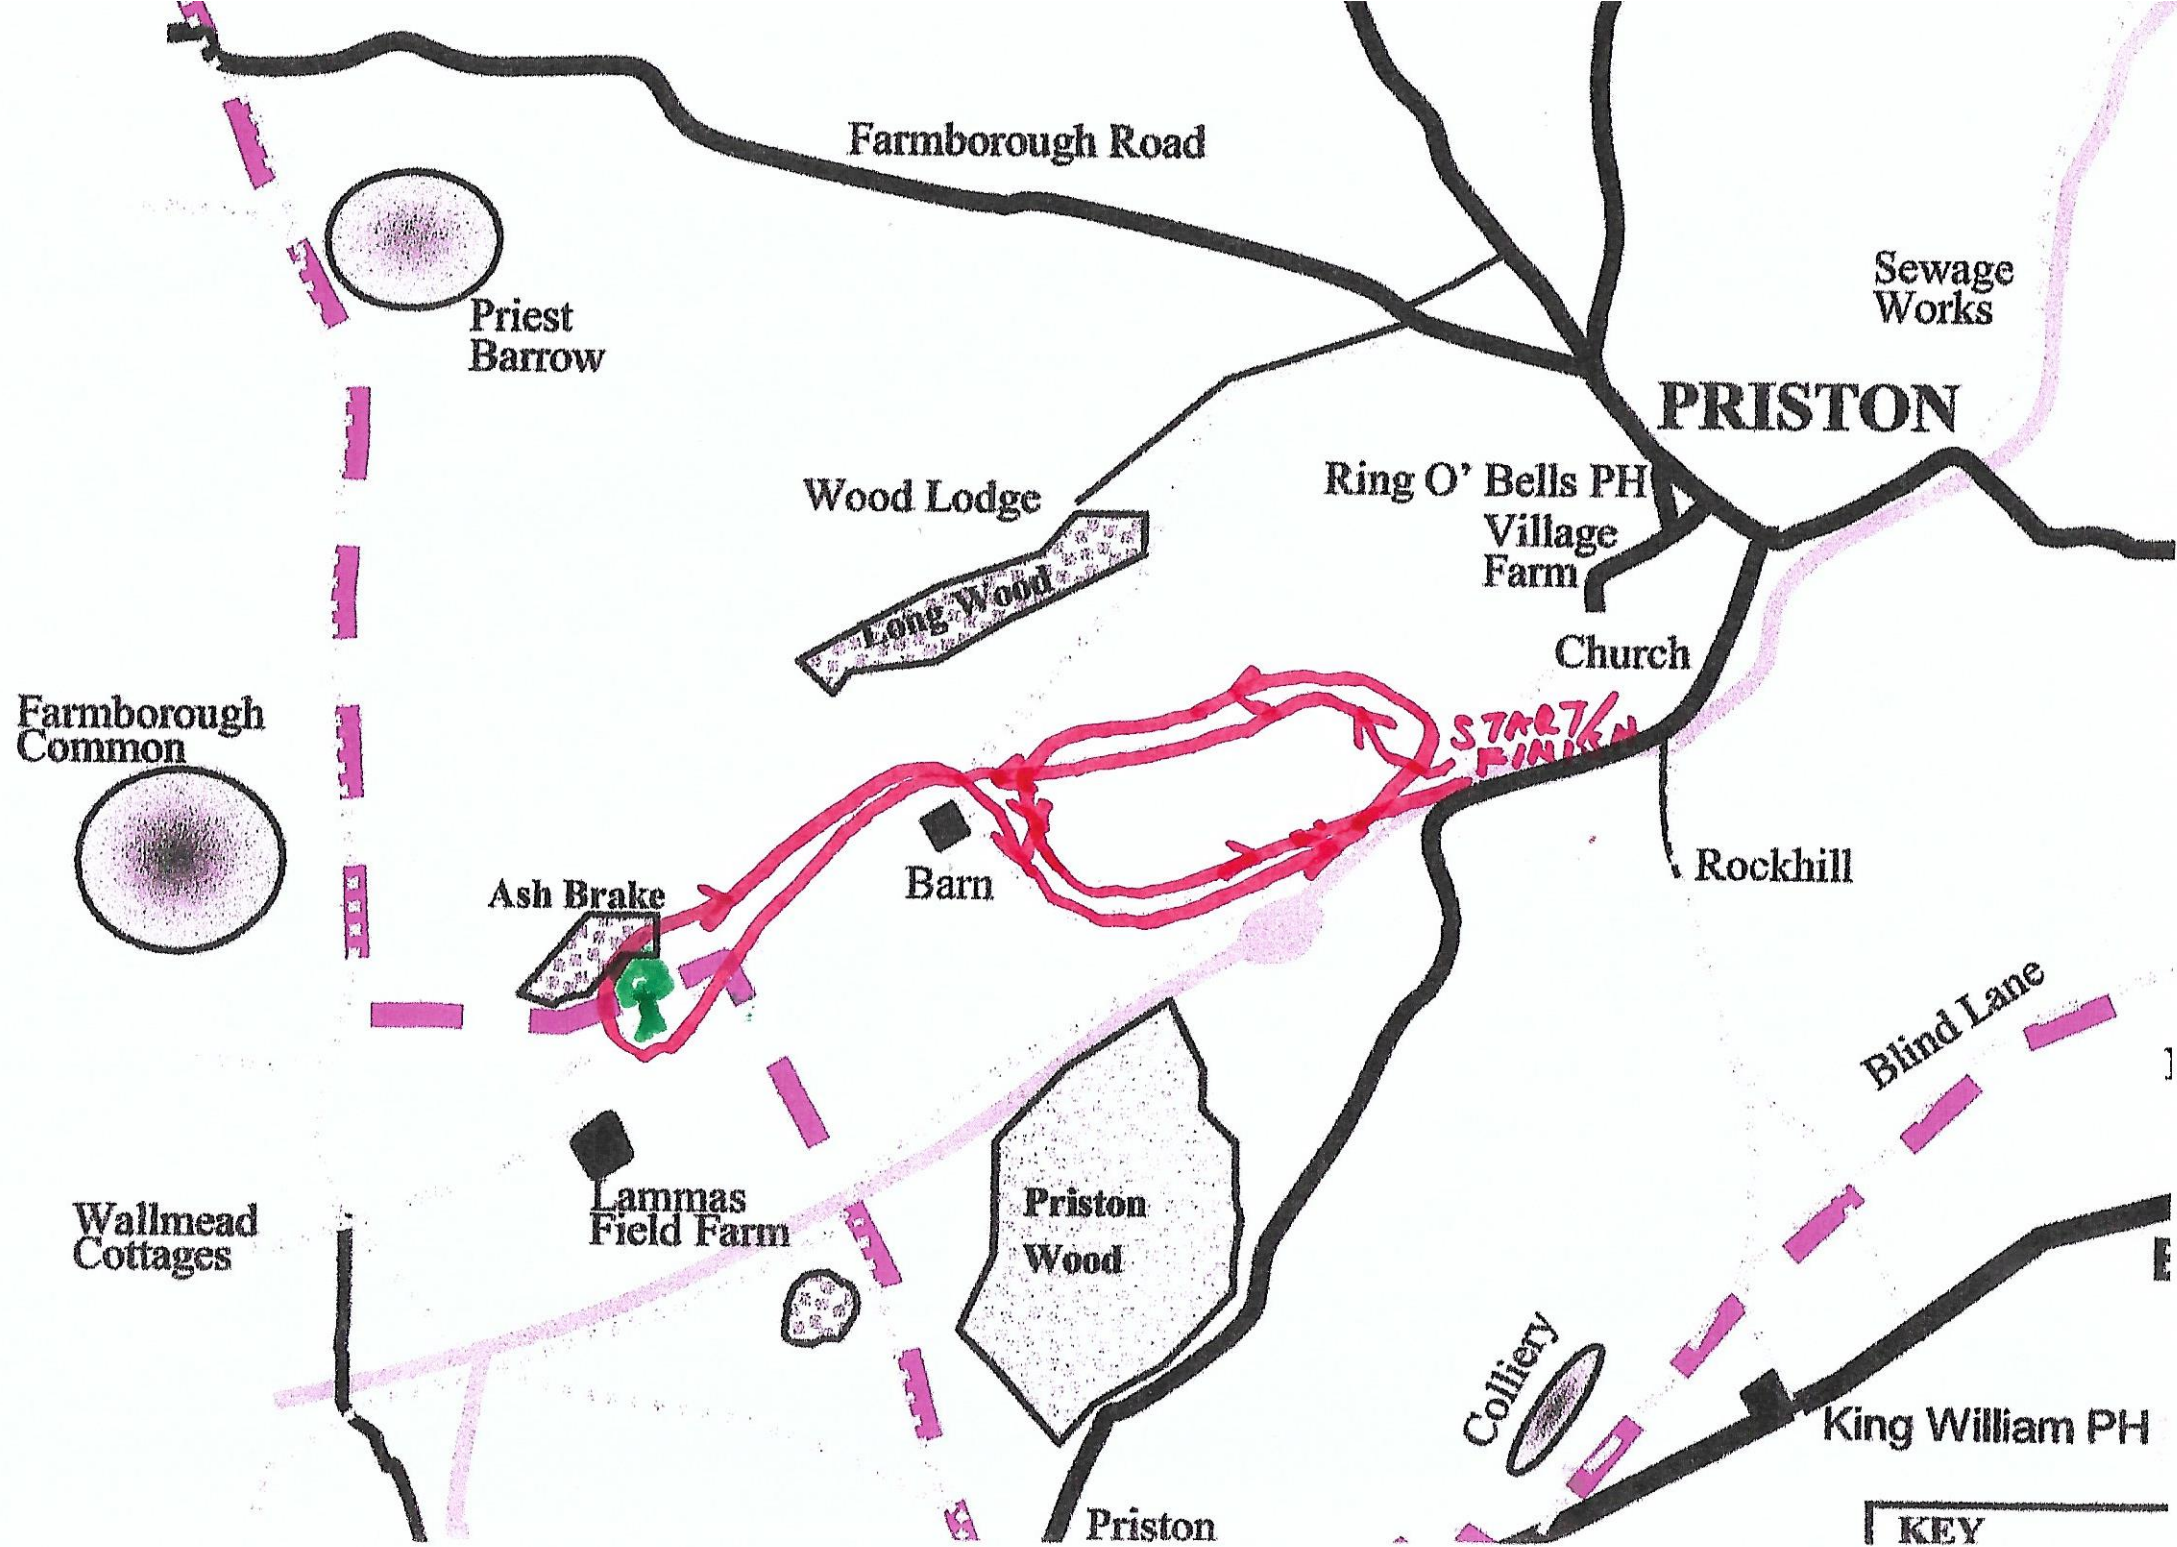 Farmborough Road
Priest
Barrow
Sewage
Works
PRISTON
Wood Lodge
Ring O' Bells PH
Village
Farm
Long Wood
Church
Farmborough
Common
START/
FINISH
Ash Brake
Barn
Rockhill
Blind Lane
Lammas
Field Farm
Wallmead
Cottages
Priston
Wood
Colliery
King William PH
Priston
KEY